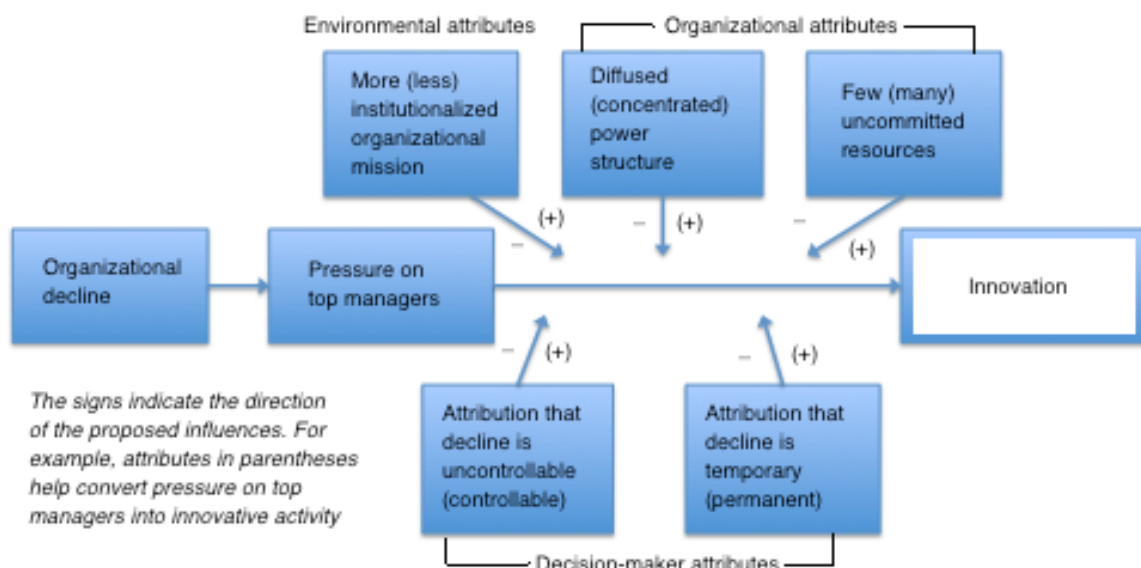 Environmental attributes
Organizational attributes
More (less)
institutionalized
organizational
mission
Diffused
(concentrated)
power
structure
Few (many)
uncommitted
resources
– (+)
– (+)
– (+)
Organizational
decline
Pressure on
top managers
Innovation
– (+)
– (+)
The signs indicate the direction
of the proposed influences. For
example, attributes in parentheses
help convert pressure on top
managers into innovative activity
Attribution that
decline is
uncontrollable
(controllable)
Attribution that
decline is
temporary
(permanent)
Decision-maker attributes